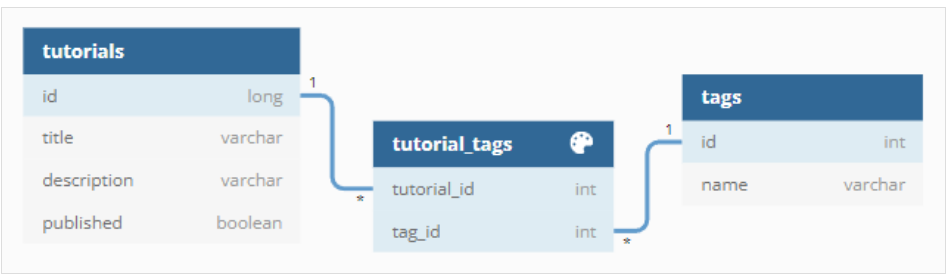 tutorials
id long
title varchar
description varchar
published boolean
1
*
tutorial_tags
tutorial_id int
tag_id int
1
*
tags
id int
name varchar